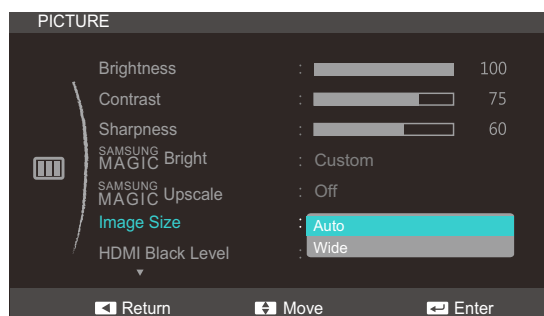 PICTURE
Brightness : 100
Contrast : 75
Sharpness : 60
SAMSUNG MAGIC Bright : Custom
SAMSUNG MAGIC Upscale : Off
Image Size : Auto
Wide
HDMI Black Level :
Return Move Enter